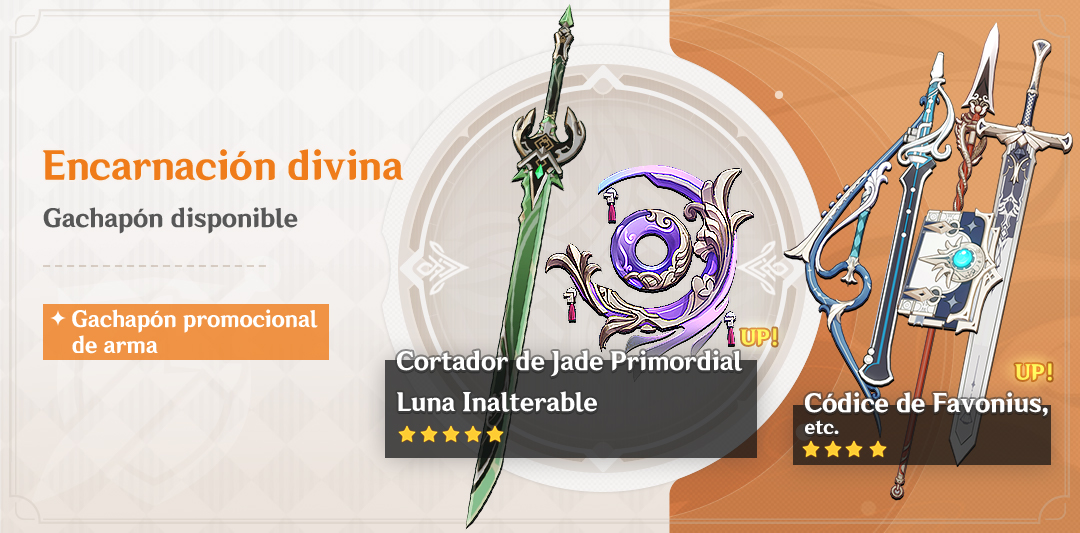 Encarnación divina
Gachapón disponible
Gachapón promocional
de arma
UP!
Cortador de Jade Primordial
Luna Inalterable
UP!
Códice de Favonius,
etc.